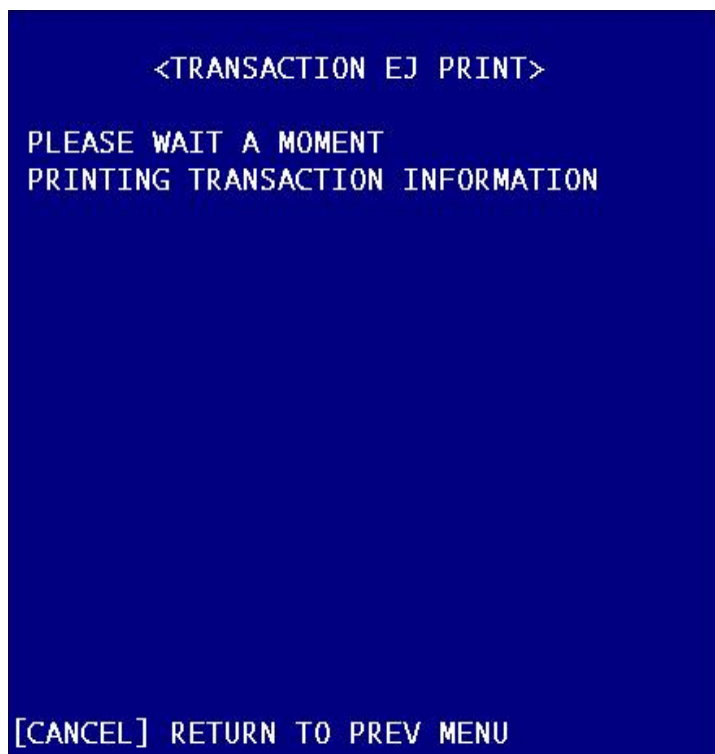 <TRANSACTION EJ PRINT>
PLEASE WAIT A MOMENT
PRINTING TRANSACTION INFORMATION
[CANCEL] RETURN TO PREV MENU